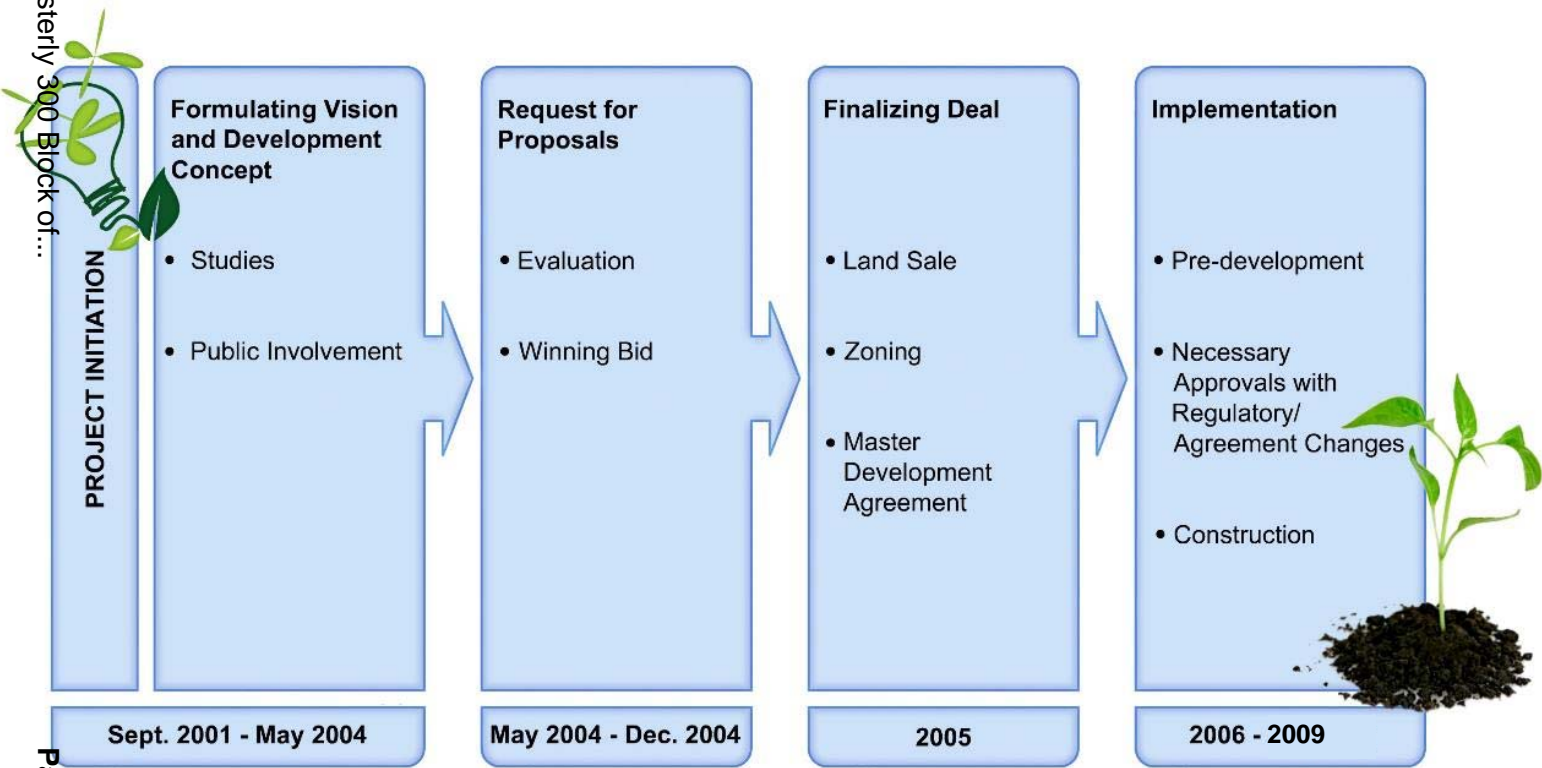 sterly 300 Block of...
PROJECT INITIATION
Formulating Vision
and Development
Concept
• Studies
• Public Involvement
Sept. 2001 - May 2004
Request for
Proposals
• Evaluation
• Winning Bid
May 2004 - Dec. 2004
Finalizing Deal
• Land Sale
• Zoning
• Master
Development
Agreement
2005
Implementation
• Pre-development
• Necessary
Approvals with
Regulatory/
Agreement Changes
• Construction
2006 - 2009